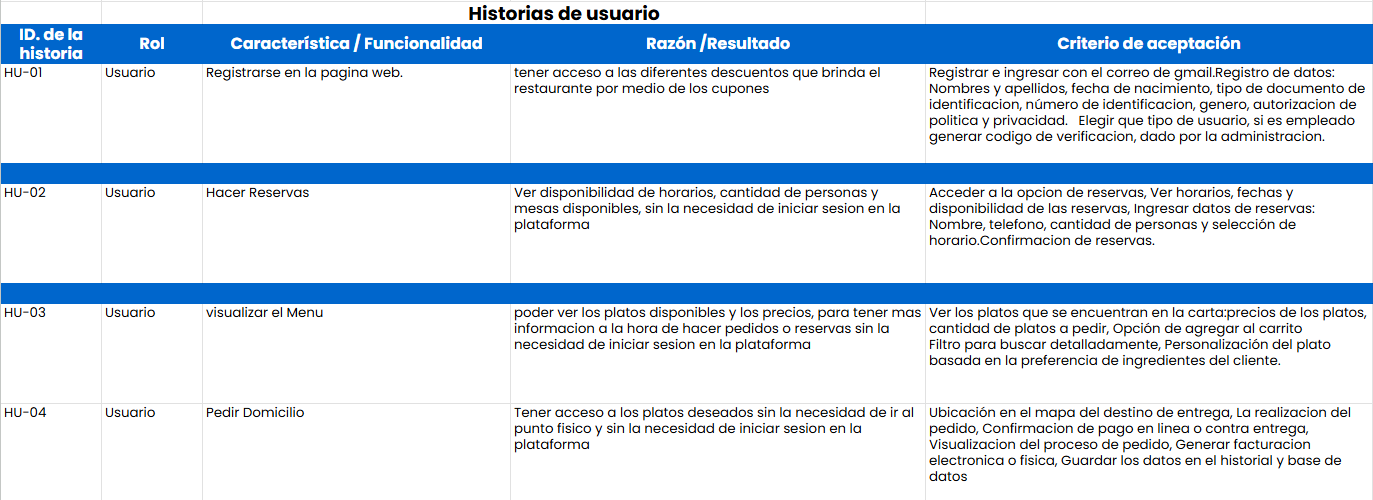 Historias de usuario
ID. de la historia
Rol
Característica / Funcionalidad
Razón /Resultado
Criterio de aceptación
HU-01
Usuario
Registrarse en la pagina web.
tener acceso a las diferentes descuentos que brinda el
restaurante por medio de los cupones
Registrar e ingresar con el correo de gmail.Registro de datos:
Nombres y apellidos, fecha de nacimiento, tipo de documento de
identificacion, número de identificacion, genero, autorizacion de
politica y privacidad.   Elegir que tipo de usuario, si es empleado
generar codigo de verificacion, dado por la administracion.
HU-02
Usuario
Hacer Reservas
Ver disponibilidad de horarios, cantidad de personas y
mesas disponibles, sin la necesidad de iniciar sesion en la
plataforma
Acceder a la opcion de reservas, Ver horarios, fechas y
disponibilidad de las reservas, Ingresar datos de reservas:
Nombre, telefono, cantidad de personas y selección de
horario.Confirmacion de reservas.
HU-03
Usuario
visualizar el Menu
poder ver los platos disponibles y los precios, para tener mas
informacion a la hora de hacer pedidos o reservas sin la
necesidad de iniciar sesion en la plataforma
Ver los platos que se encuentran en la carta:precios de los platos,
cantidad de platos a pedir, Opción de agregar al carrito
Filtro para buscar detalladamente, Personalización del plato
basada en la preferencia de ingredientes del cliente.
HU-04
Usuario
Pedir Domicilio
Tener acceso a los platos deseados sin la necesidad de ir al
punto fisico y sin la necesidad de iniciar sesion en la
plataforma
Ubicación en el mapa del destino de entrega, La realizacion del
pedido, Confirmacion de pago en linea o contra entrega,
Visualizacion del proceso de pedido, Generar facturacion
electronica o fisica, Guardar los datos en el historial y base de
datos